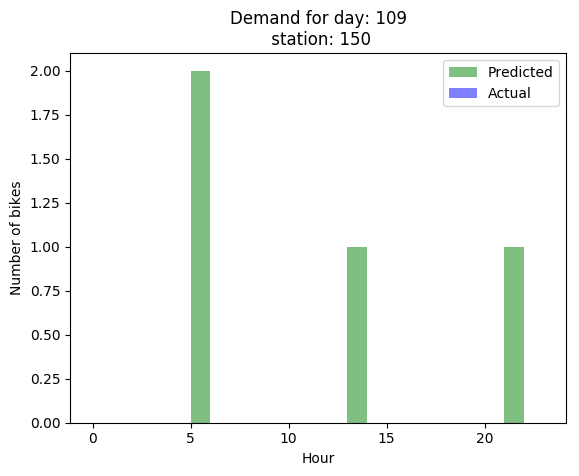 Demand for day: 109
station: 150
Predicted
Actual
2.00
1.75
1.50
1.25
1.00
0.75
0.50
0.25
0.00
Number of bikes
0 5 10 15 20
Hour